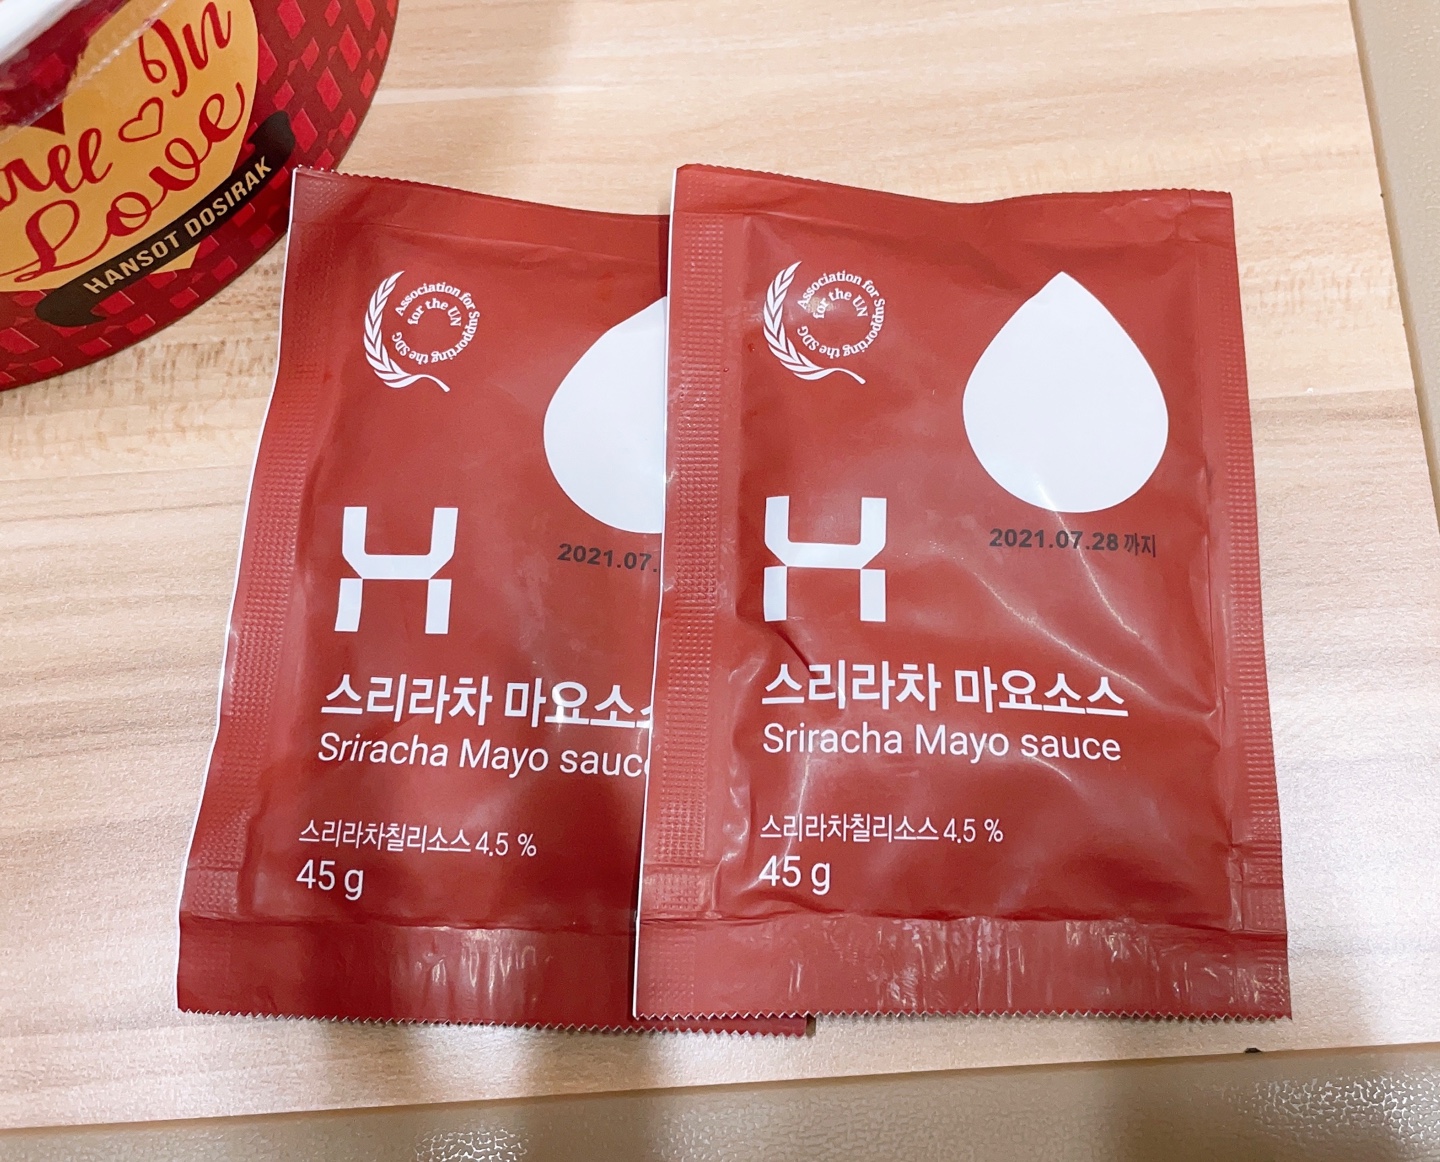 In
Love
HANSOT DOSIRAK
Association for Supporting the SDG
for the UN
2021.07.
스리라차 마요소
Sriracha Mayo sauc
스리라차칠리소스 4.5 %
45 g
Association for Supporting the SDG
for the UN
H
2021.07.28 까지
스리라차 마요소스
Sriracha Mayo sauce
스리라차칠리소스 4.5 %
45 g